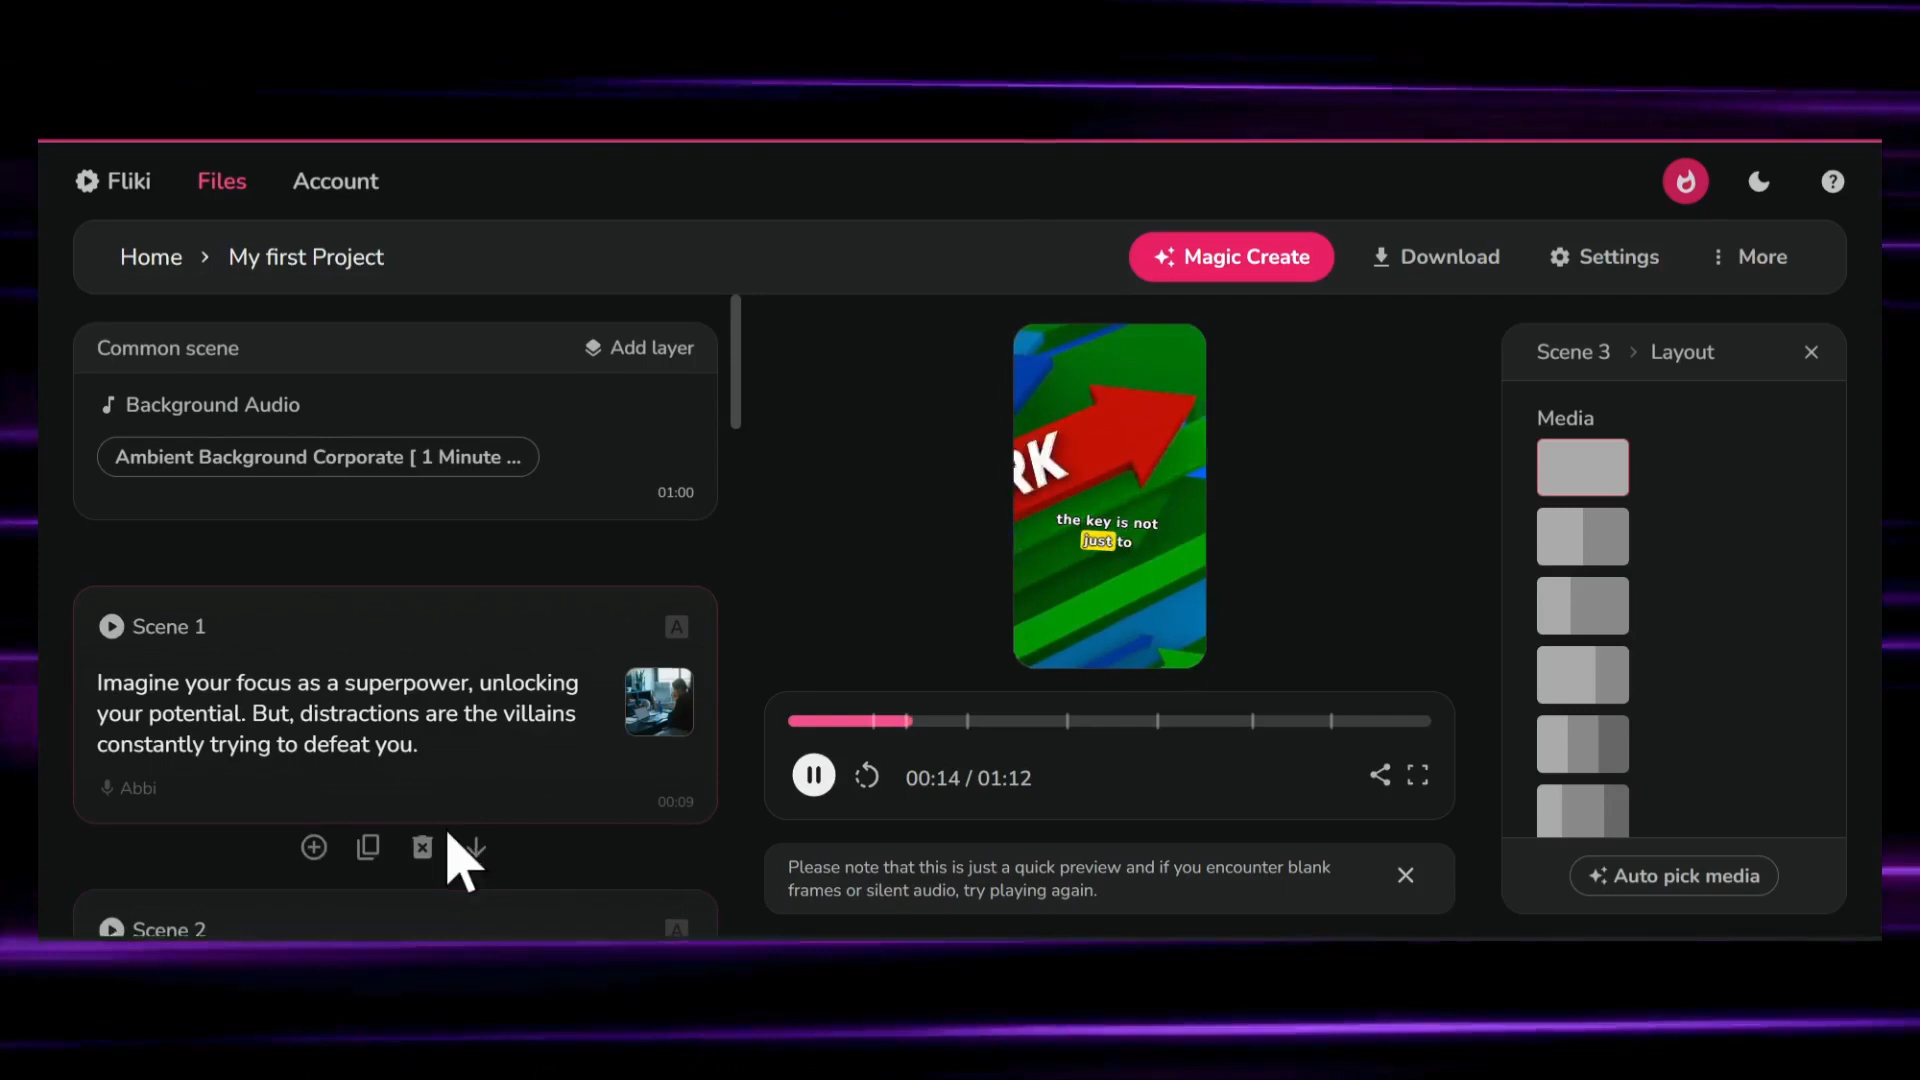 Fliki
Files
Account
Home > My first Project
Magic Create
Download
Settings
More
Common scene
Add layer
Background Audio
Ambient Background Corporate [ 1 Minute ...
01:00
Scene 1
A
Imagine your focus as a superpower, unlocking
your potential. But, distractions are the villains
constantly trying to defeat you.
Abbi
00:09
Scene 2
A
RK
the key is not
just to
00:14 / 01:12
Please note that this is just a quick preview and if you encounter blank
frames or silent audio, try playing again.
Scene 3 > Layout
Media
Auto pick media